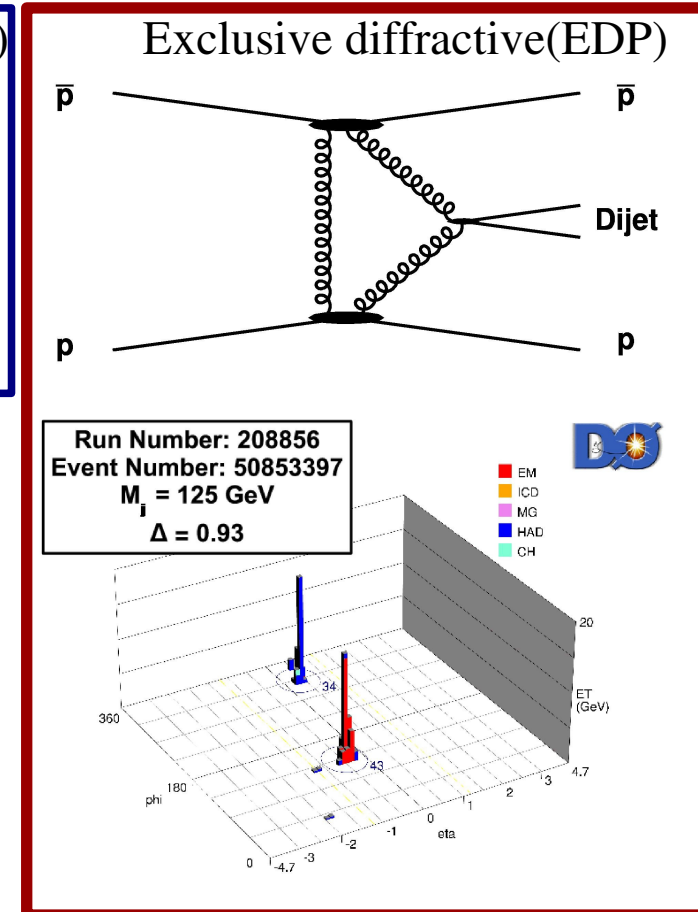 )
Exclusive diffractive(EDP)
p̅
p̅
Dijet
p
p
Run Number: 208856
Event Number: 50853397
M_j = 125 GeV
Δ = 0.93
DØ
EM
ICD
MG
HAD
CH
20
ET
(GeV)
34
43
360
phi
180
0
-4.7
-3
-2
-1
0
1
2
3
4.7
eta